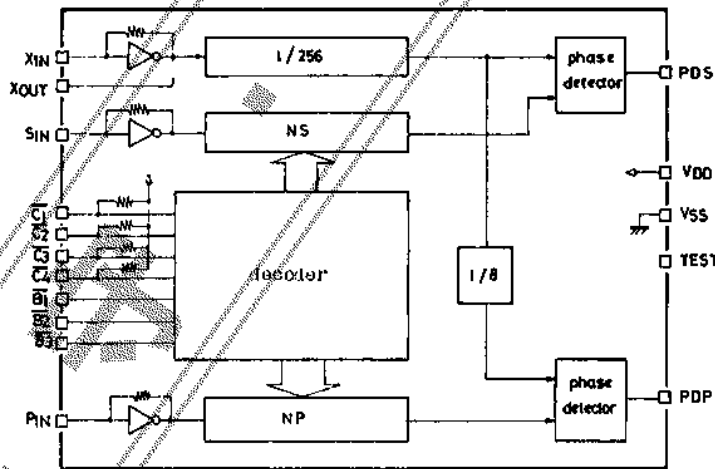 XIN
1/256
phase
detector
PDS
XOUT
SIN
NS
VDD
C1
VSS
C2
C3
TEST
C4
decoder
1/8
B1
B2
B3
phase
detector
PDP
PIN
NP